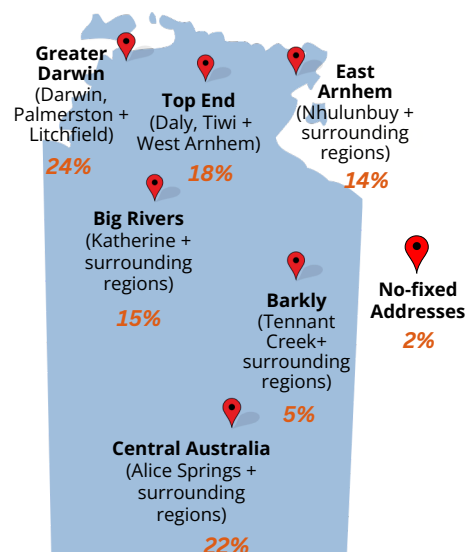 Greater
Darwin
(Darwin,
Palmerston +
Litchfield)
24%
Top End
(Daly, Tiwi +
West Arnhem)
18%
East
Arnhem
(Nhulunbuy +
surrounding
regions)
14%
Big Rivers
(Katherine +
surrounding
regions)
15%
Barkly
(Tennant
Creek+
surrounding
regions)
5%
No-fixed
Addresses
2%
Central Australia
(Alice Springs +
surrounding
regions)
22%